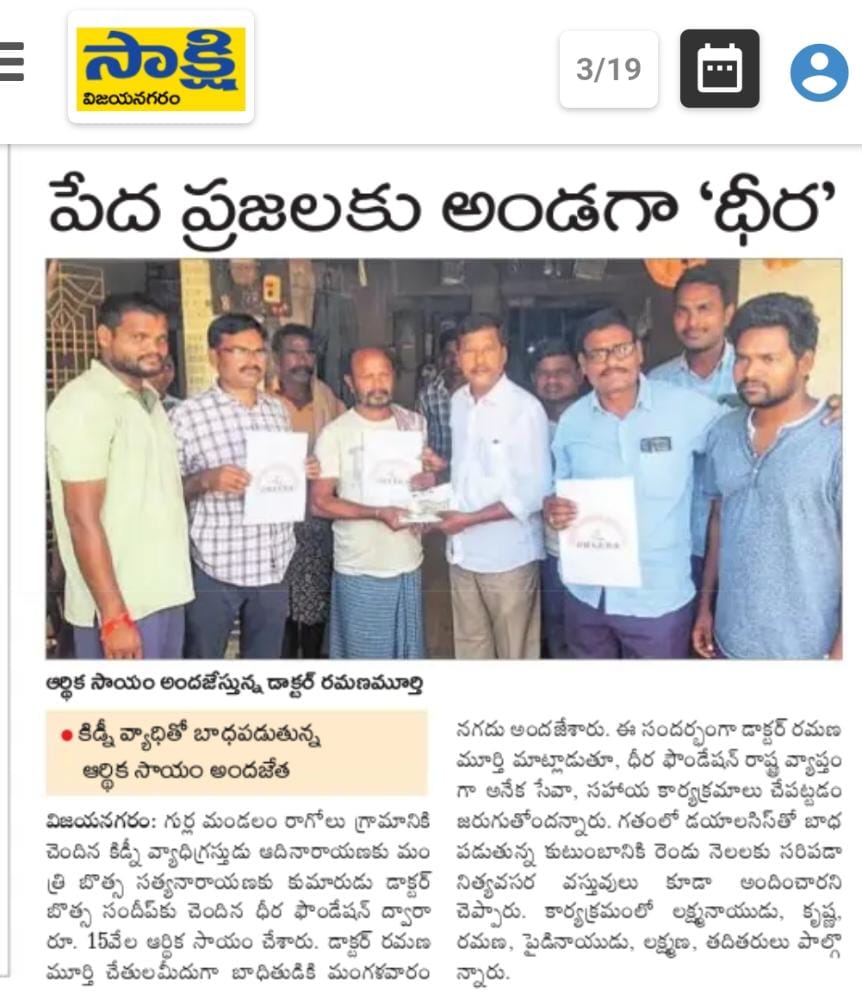 సాక్షి
విజయనగరం
3/19
పేద ప్రజలకు అండగా ‘ధీర’
ఆర్థిక సాయం అందజేస్తున్న డాక్టర్ రమణమూర్తి
• కిడ్నీ వ్యాధితో బాధపడుతున్న
ఆర్థిక సాయం అందజేత
విజయనగరం: గుర్ల మండలం రాగోలు గ్రామానికి
చెందిన కిడ్నీ వ్యాధిగ్రస్తుడు ఆదినారాయణకు మం
త్రి బొత్స సత్యనారాయణకు కుమారుడు డాక్టర్
బొత్స సందీప్‌కు చెందిన ధీర ఫౌండేషన్ ద్వారా
రూ. 15వేల ఆర్థిక సాయం చేశారు. డాక్టర్ రమణ
మూర్తి చేతులమీదుగా బాధితుడికి మంగళవారం
నగదు అందజేశారు. ఈ సందర్భంగా డాక్టర్ రమణ
మూర్తి మాట్లాడుతూ, ధీర ఫౌండేషన్ రాష్ట్ర వ్యాప్తం
గా అనేక సేవా, సహాయ కార్యక్రమాలు చేపట్టడం
జరుగుతోందన్నారు. గతంలో డయాలసిస్‌తో బాధ
పడుతున్న కుటుంబానికి రెండు నెలలకు సరిపడా
నిత్యవసర వస్తువులు కూడా అందించారని
చెప్పారు. కార్యక్రమంలో లక్ష్మునాయుడు, కృష్ణ,
రమణ, పైడినాయుడు, లక్ష్మణ, తదితరులు పాల్గొ
న్నారు.